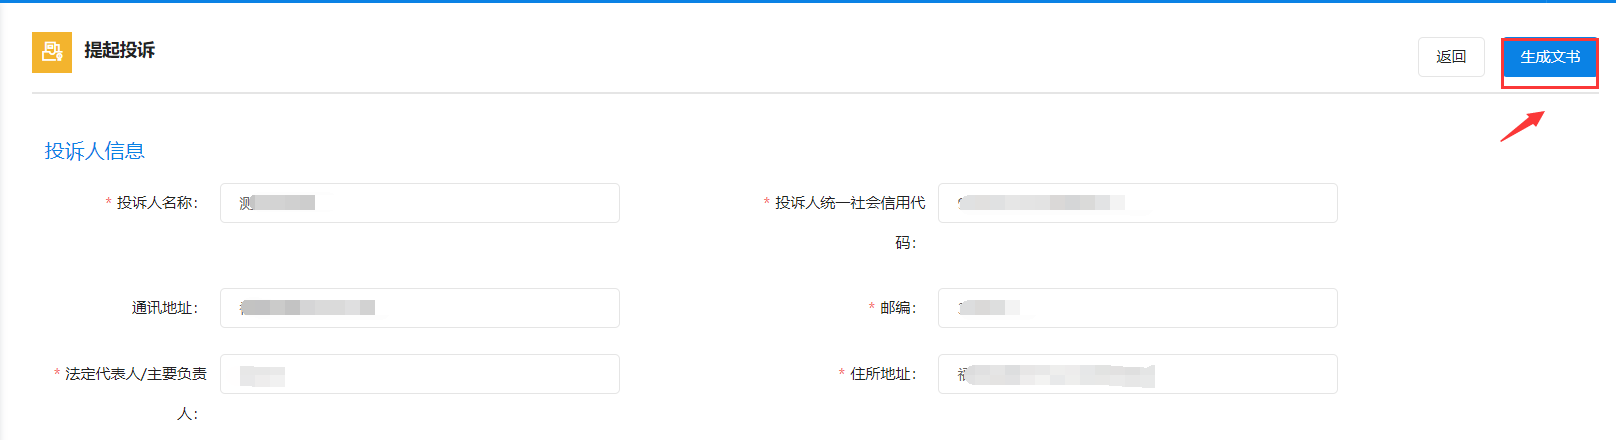 提起投诉
返回
生成文书
投诉人信息
* 投诉人名称:
测
* 投诉人统一社会信用代
码:
通讯地址:
* 邮编:
* 法定代表人/主要负责
人:
* 住所地址: